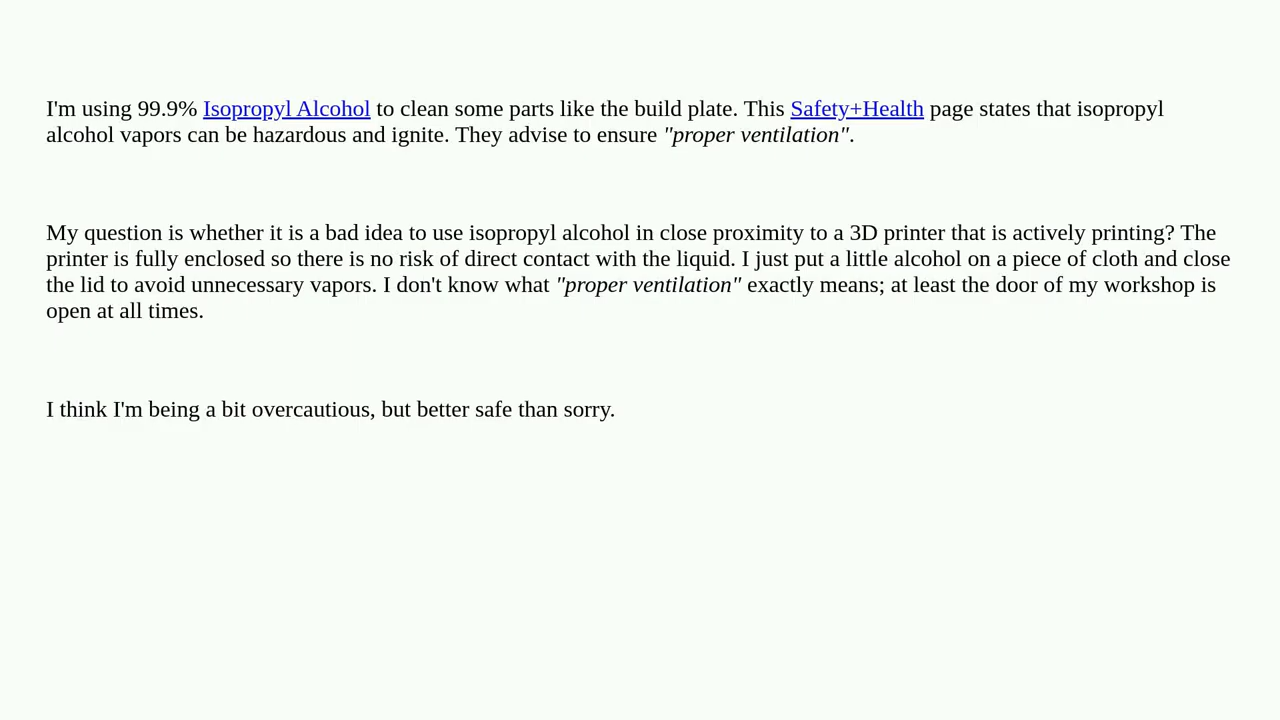 I'm using 99.9% Isopropyl Alcohol to clean some parts like the build plate. This Safety+Health page states that isopropyl
alcohol vapors can be hazardous and ignite. They advise to ensure "proper ventilation".
My question is whether it is a bad idea to use isopropyl alcohol in close proximity to a 3D printer that is actively printing? The
printer is fully enclosed so there is no risk of direct contact with the liquid. I just put a little alcohol on a piece of cloth and close
the lid to avoid unnecessary vapors. I don't know what "proper ventilation" exactly means; at least the door of my workshop is
open at all times.
I think I'm being a bit overcautious, but better safe than sorry.